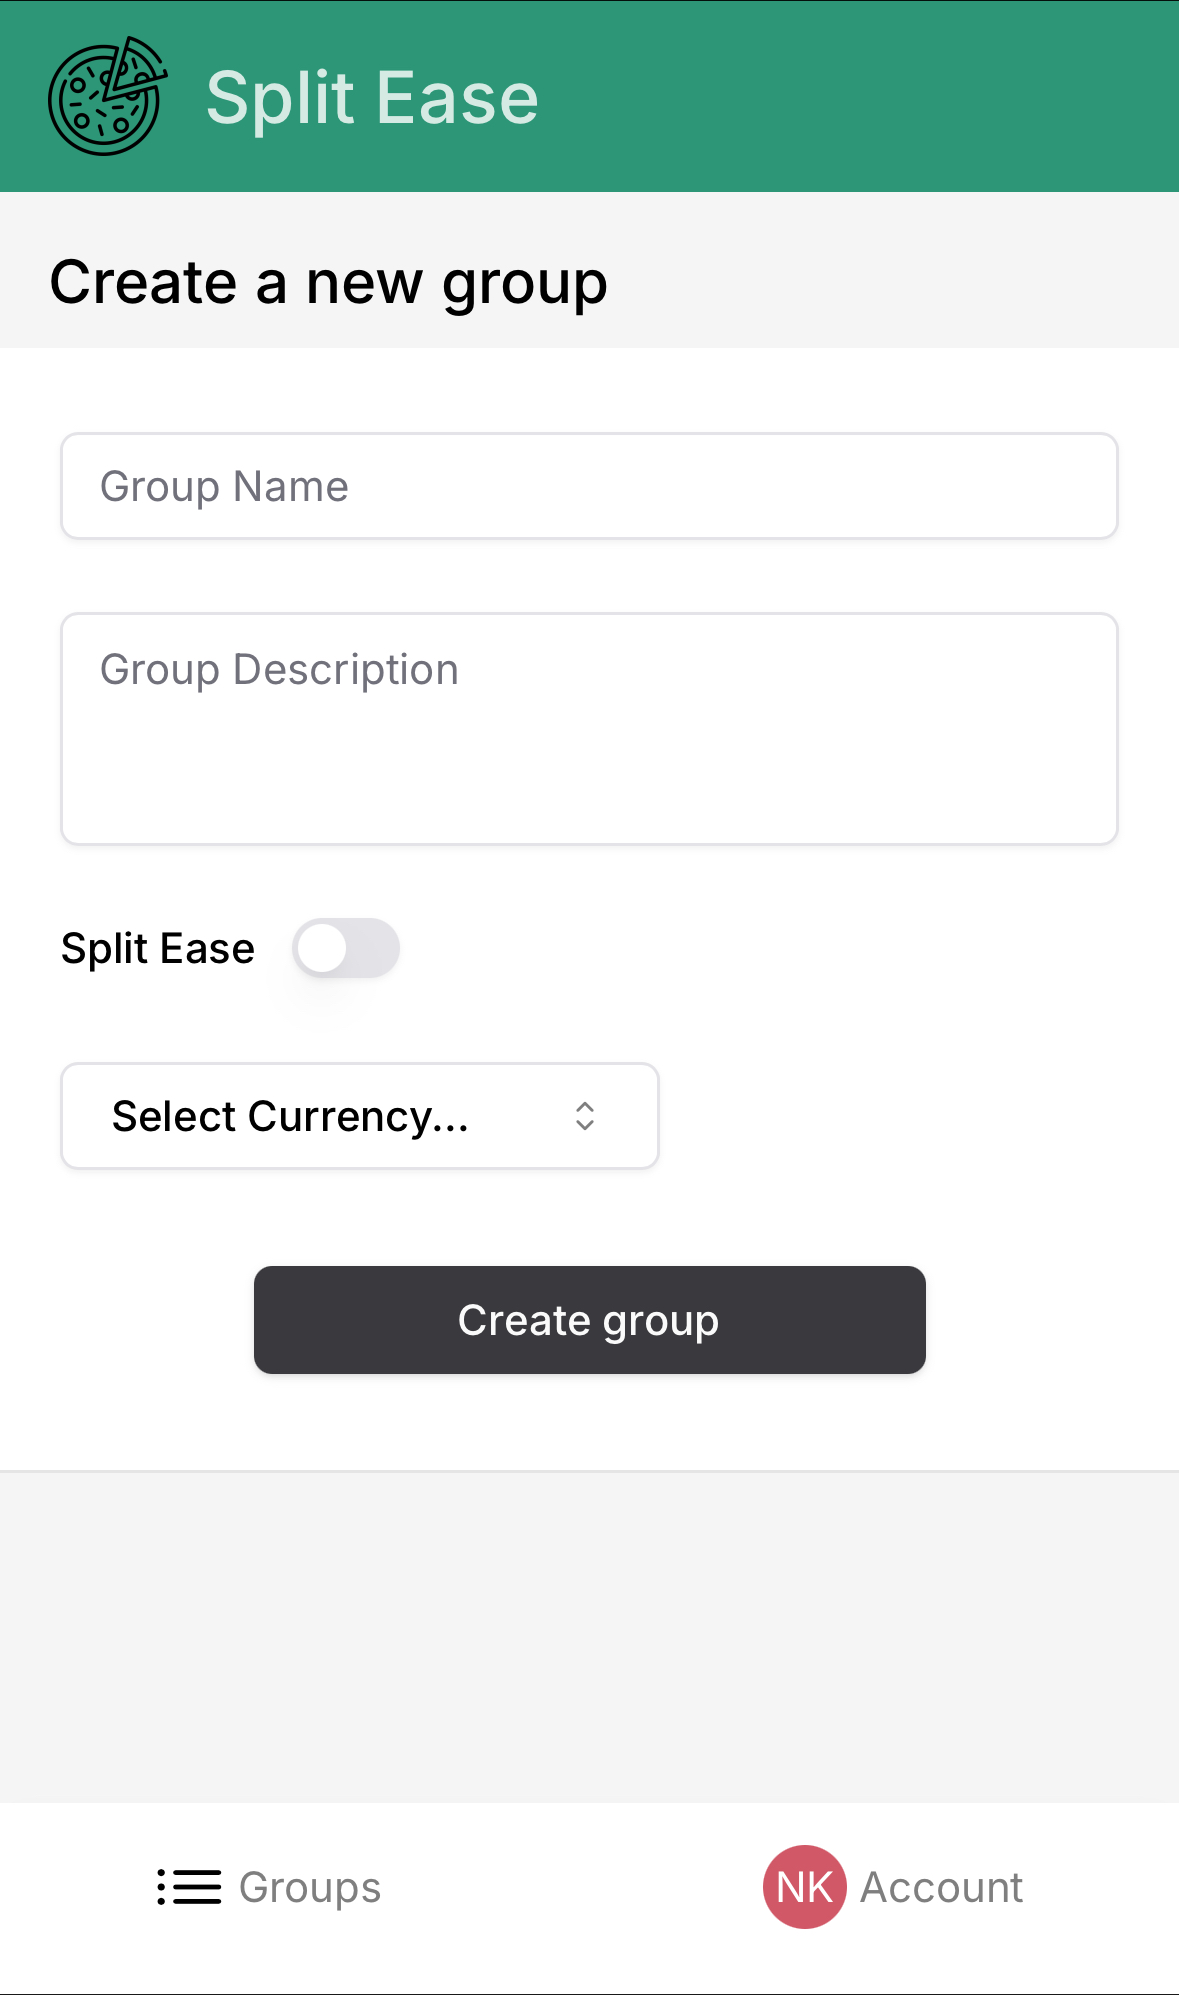 Split Ease
Create a new group
Group Name
Group Description
Split Ease
Select Currency...
Create group
Groups
NK Account